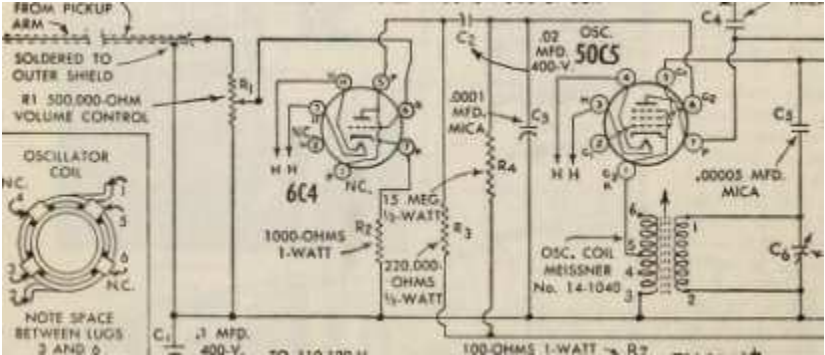 FROM PICKUP
ARM
SOLDERED TO
OUTER SHIELD
R1
R1 500,000-OHM
VOLUME CONTROL
OSCILLATOR
COIL
N.C.
1
4
5
6
N.C.
NOTE SPACE
BETWEEN LUGS
3 AND 6
C1
.1 MFD.
400-V.
H H
6C4
N.C.
R2
1000-OHMS
1-WATT
C2
.02
MFD.
400-V.
.0001
MFD.
MICA
C3
R4
15 MEG.
½-WATT
R3
220,000-
OHMS
½-WATT
OSC.
50C5
H H
OSC. COIL
MEISSNER
No. 14-1040
6
5
4
3
1
2
C4
C5
.00005 MFD.
MICA
C6
100-OHMS 1-WATT